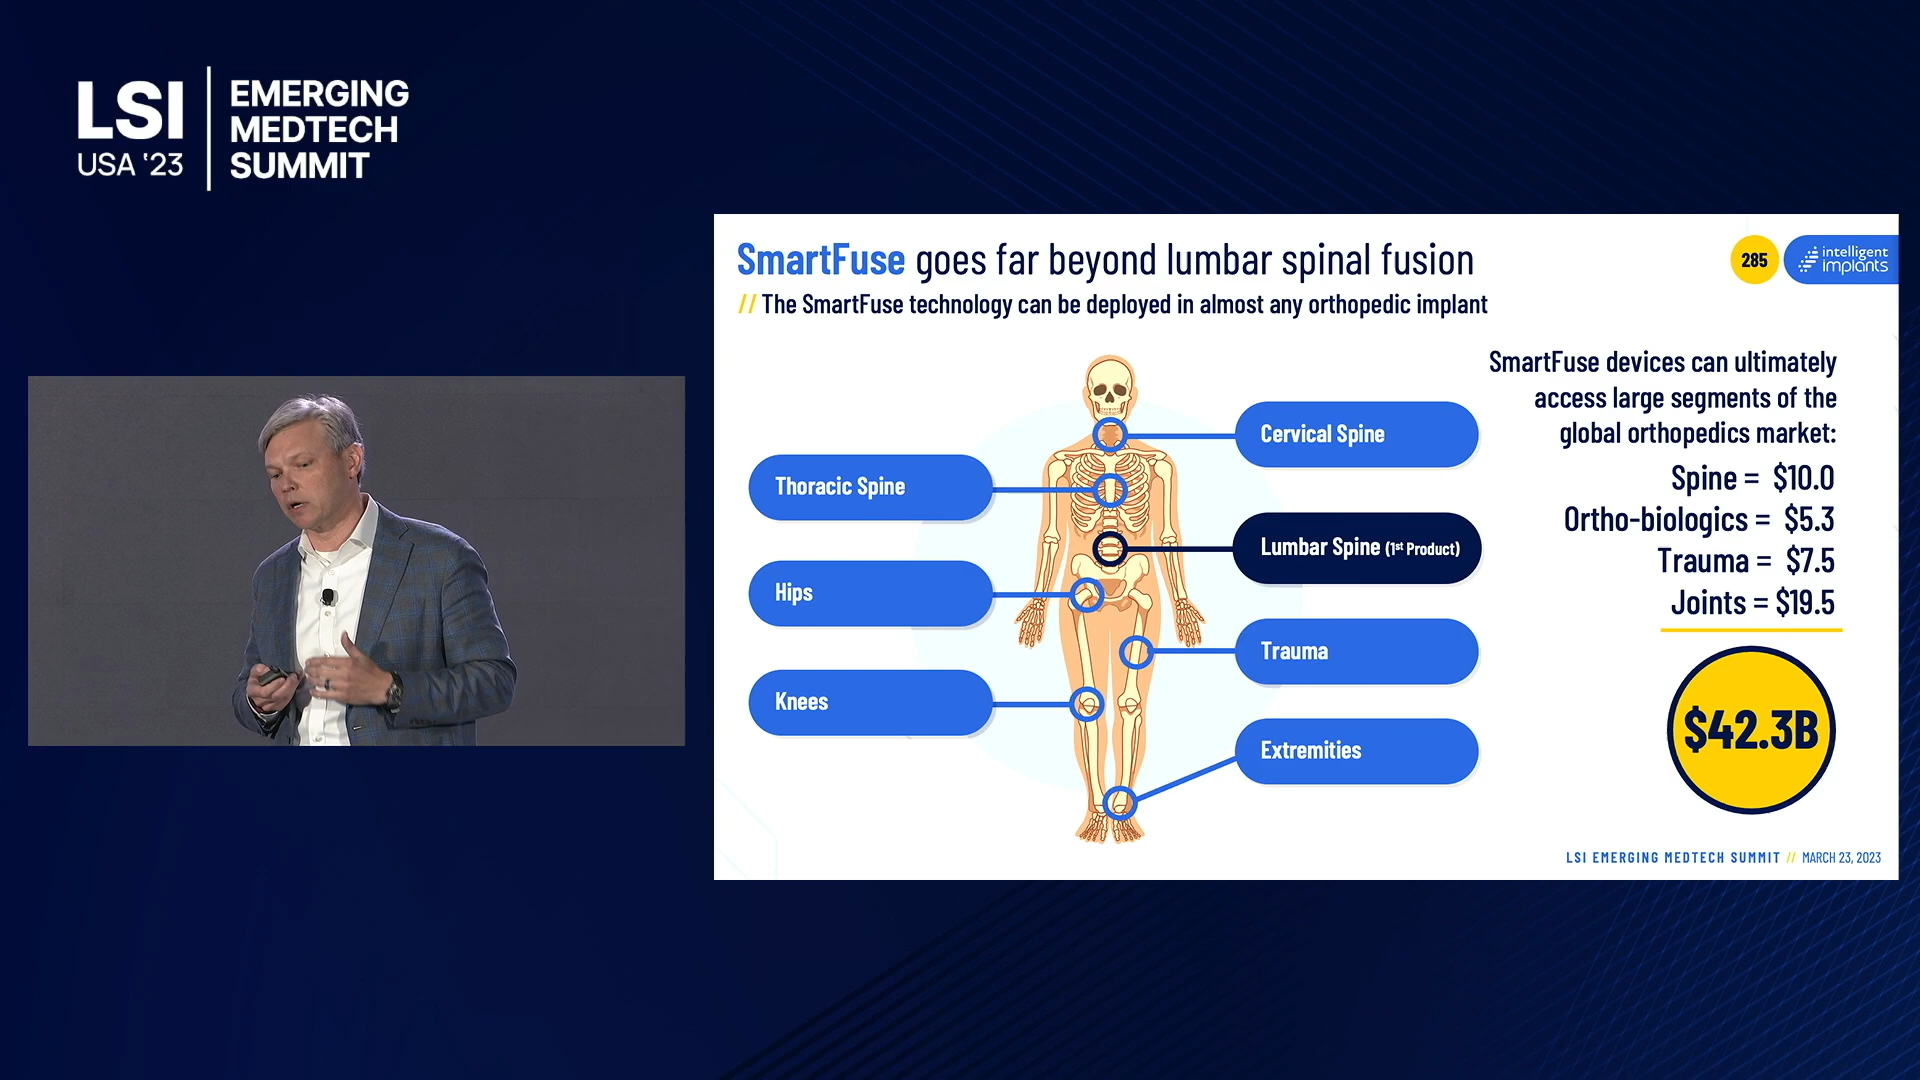 LSI
USA '23
EMERGING
MEDTECH
SUMMIT
SmartFuse goes far beyond lumbar spinal fusion
// The SmartFuse technology can be deployed in almost any orthopedic implant
285
intelligent
implants
Cervical Spine
Thoracic Spine
Lumbar Spine (1st Product)
Hips
Trauma
Knees
Extremities
SmartFuse devices can ultimately
access large segments of the
global orthopedics market:
Spine = $10.0
Ortho-biologics = $5.3
Trauma = $7.5
Joints = $19.5
$42.3B
LSI EMERGING MEDTECH SUMMIT // MARCH 23, 2023